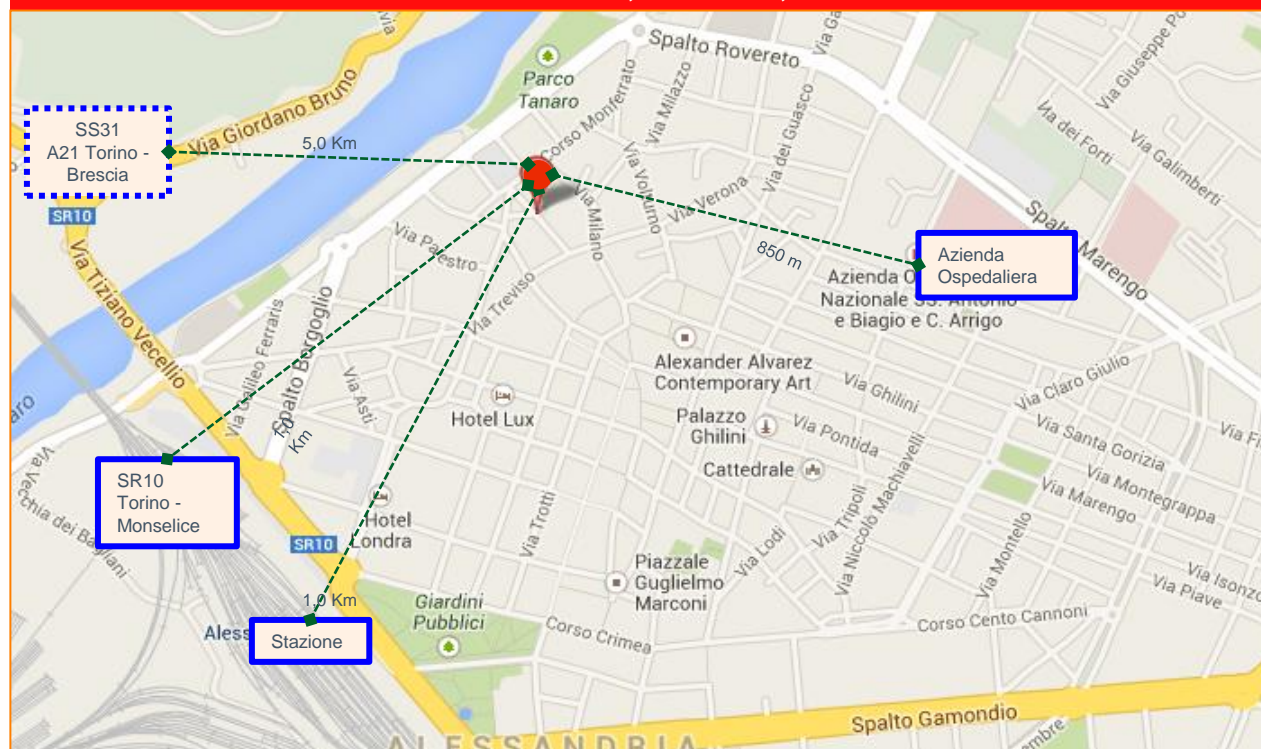 Spalto Rovereto
Via Giuseppe
Parco
Tanaro
Via Giordano Bruno
Corso Monferrato
Via Milazzo
Via dei Guasco
Via dei Forti
Via Galimberti
SS31
A21 Torino -
Brescia
5,0 Km
Via Volturno
Via Verona
Via Milano
SR10
Via Palestro
850 m
Spalto Marengo
Azienda
Ospedaliera
Azienda O
Nazionale SS. Antonio
e Biagio e C. Arrigo
Via Tiziano Vecellio
Via Treviso
Via Galileo Ferraris
Spalto Borgoglio
Via Asti
1,0
Km
Alexander Alvarez
Contemporary Art
Via Ghilini
Via Claro Giulio
Hotel Lux
Palazzo
Ghilini
Via Pontida
Via Santa Gorizia
Cattedrale
Via Niccolò Machiavelli
Via Montegrappa
Via Marengo
SR10
Torino -
Monselice
Via Vecchia dei Bagliani
Hotel
Londra
SR10
Via Trotti
Via Lodi
Via Tripoli
Via Montello
Via Isonzo
Via Piave
Piazzale
Guglielmo
Marconi
1,0 Km
Giardini
Pubblici
Aless
Stazione
Corso Crimea
Corso Cento Cannoni
Spalto Gamondio
ALESSANDRIA